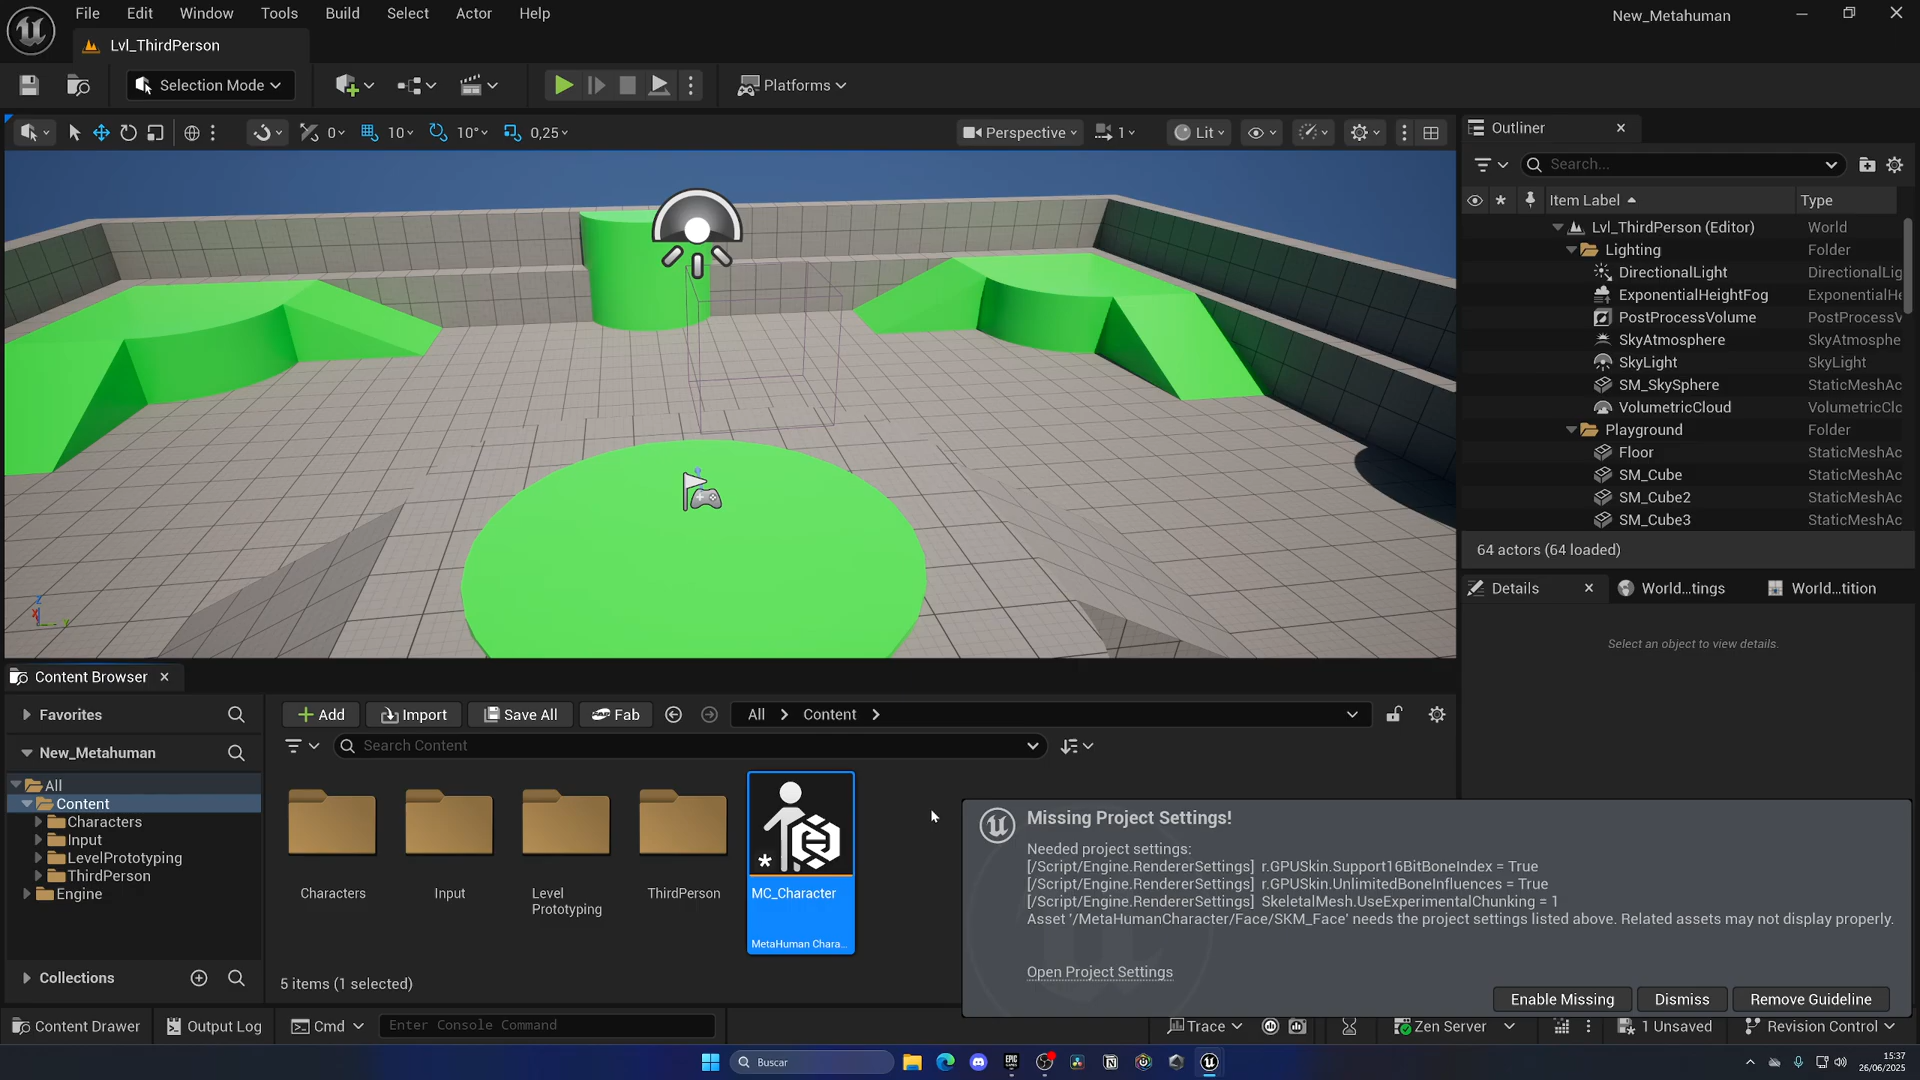 File Edit Window Tools Build Select Actor Help
New_Metahuman
Lvl_ThirdPerson
Selection Mode
Platforms
0
10
10°
0,25
Perspective
1
Lit
Outliner
Search...
Item Label
Type
Lvl_ThirdPerson (Editor) World
Lighting Folder
DirectionalLight DirectionalLig
ExponentialHeightFog ExponentialHe
PostProcessVolume PostProcessV
SkyAtmosphere SkyAtmosphe
SkyLight SkyLight
SM_SkySphere StaticMeshAc
VolumetricCloud VolumetricClc
Playground Folder
Floor StaticMeshAc
SM_Cube StaticMeshAc
SM_Cube2 StaticMeshAc
SM_Cube3 StaticMeshAc
64 actors (64 loaded)
Details
World...tings
World...tition
Select an object to view details.
Content Browser
Favorites
New_Metahuman
All
Content
Characters
Input
LevelPrototyping
ThirdPerson
Engine
Collections
Add
Import
Save All
Fab
All
Content
Search Content
Characters
Input
Level
Prototyping
ThirdPerson
MC_Character
MetaHuman Chara...
5 items (1 selected)
Missing Project Settings!
Needed project settings:
[/Script/Engine.RendererSettings] r.GPUSkin.Support16BitBoneIndex = True
[/Script/Engine.RendererSettings] r.GPUSkin.UnlimitedBoneInfluences = True
[/Script/Engine.RendererSettings] SkeletalMesh.UseExperimentalChunking = 1
Asset '/MetaHumanCharacter/Face/SKM_Face' needs the project settings listed above. Related assets may not display properly.
Open Project Settings
Enable Missing
Dismiss
Remove Guideline
Content Drawer
Output Log
Cmd
Enter Console Command
Trace
Zen Server
1 Unsaved
Revision Control
Buscar
EPIC
15:37
26/06/2025